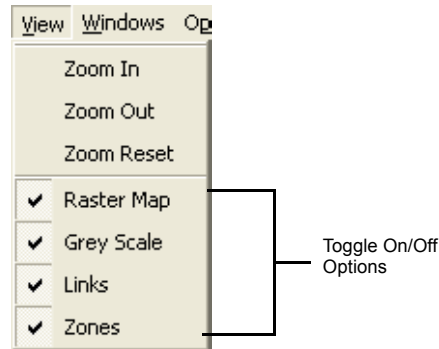 View Windows Op
Zoom In
Zoom Out
Zoom Reset
Raster Map
Grey Scale
Links
Zones
Toggle On/Off
Options